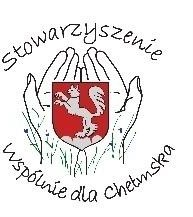 Stowarzyszenie
Wspólnie dla Chełmska